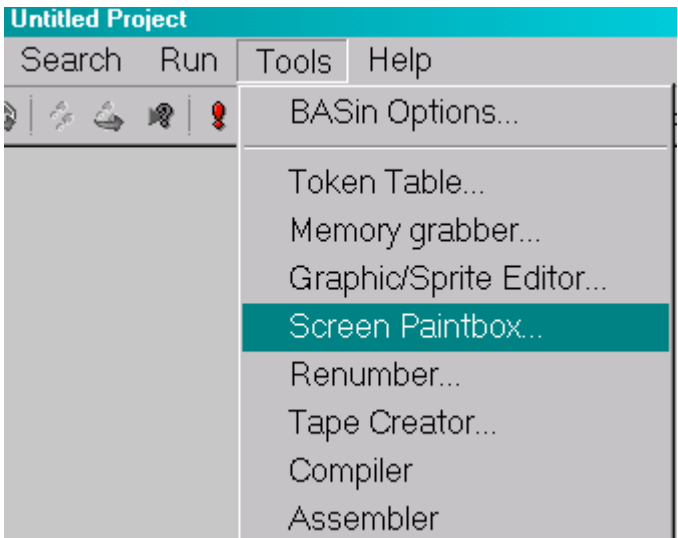 Untitled Project
Search Run Tools Help
BASin Options...
Token Table...
Memory grabber...
Graphic/Sprite Editor...
Screen Paintbox...
Renumber...
Tape Creator...
Compiler
Assembler